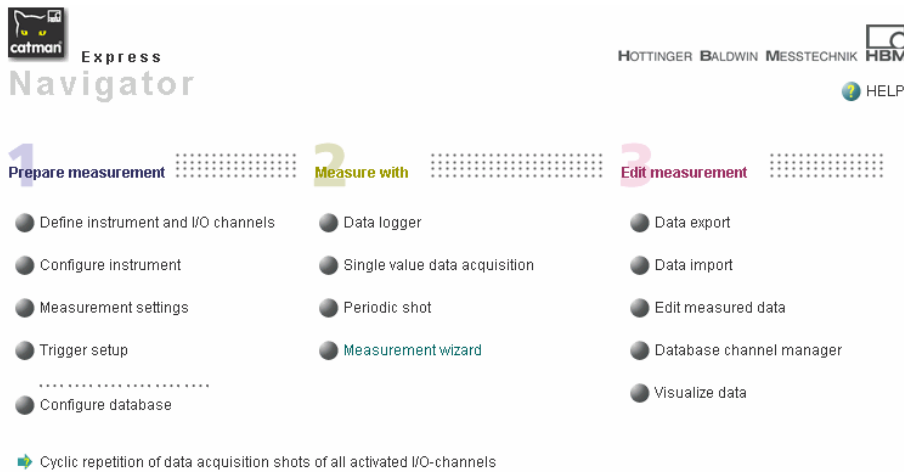 catman
Express
Navigator
HOTTINGER BALDWIN MESSTECHNIK HBM
HELP
1
Prepare measurement
Define instrument and I/O channels
Configure instrument
Measurement settings
Trigger setup
Configure database
2
Measure with
Data logger
Single value data acquisition
Periodic shot
Measurement wizard
3
Edit measurement
Data export
Data import
Edit measured data
Database channel manager
Visualize data
Cyclic repetition of data acquisition shots of all activated I/O-channels